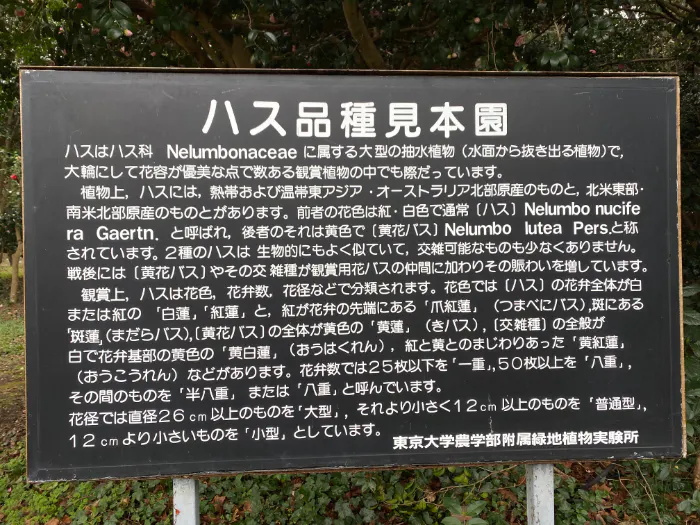 ハス品種見本園
ハスはハス科 Nelumbonaceae に属する大型の抽水植物(水面から抜き出る植物)で,
大輪にして花容が優美な点で数ある観賞植物の中でも際だっています。
植物上,ハスには,熱帯および温帯東アジア・オーストラリア北部原産のものと,北米東部・
南米北部原産のものとがあります。前者の花色は紅・白色で通常〔ハス〕Nelumbo nucife
ra Gaertn. と呼ばれ,後者のそれは黄色で〔黄花バス〕Nelumbo lutea Pers.と称
されています。2種のハスは生物的にもよく似ていて,交雑可能なものも少なくありません。
戦後には〔黄花バス〕やその交雑種が観賞用花バスの仲間に加わりその賑わいを増しています。
観賞上,ハスは花色,花弁数,花径などで分類されます。花色では〔ハス〕の花弁全体が白
または紅の「白蓮」,「紅蓮」と,紅が花弁の先端にある「爪紅蓮」(つまべにバス),斑にある
「斑蓮」,(まだらバス),〔黄花バス〕の全体が黄色の「黄蓮」(きバス),〔交雑種〕の全般が
白で花弁基部の黄色の「黄白蓮」(おうはくれん),紅と黄とのまじわりあった「黄紅蓮」
(おうこうれん)などがあります。花弁数では25枚以下を「一重」,50枚以上を「八重」,
その間のものを「半八重」または「八重」と呼んでいます。
花径では直径26cm以上のものを「大型」,それより小さく12cm以上のものを「普通型」,
12cmより小さいものを「小型」としています。
東京大学農学部附属緑地植物実験所